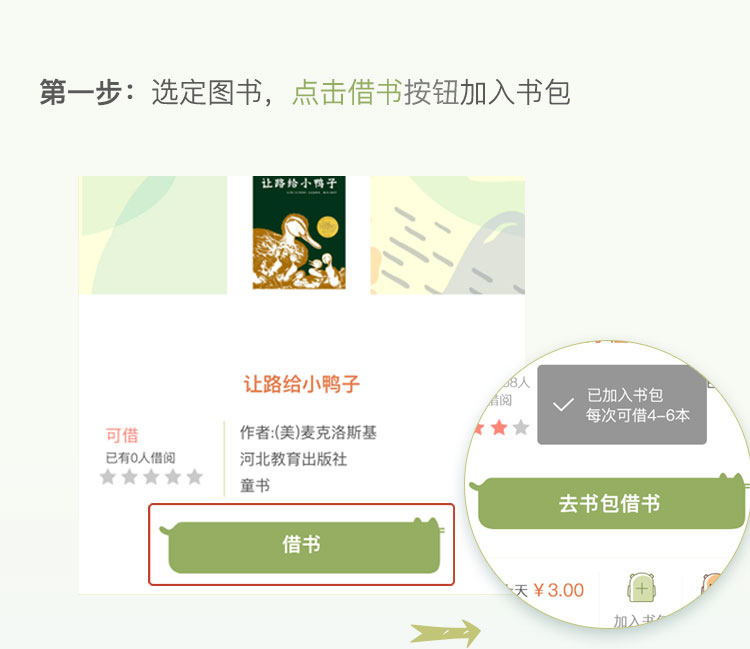 第一步：选定图书，点击借书按钮加入书包
让路给小鸭子
让路给小鸭子
可借
已有0人借阅
作者:(美)麦克洛斯基
河北教育出版社
童书
借书
8人
借阅
已加入书包
每次可借4-6本
去书包借书
天 ¥3.00
加入书包